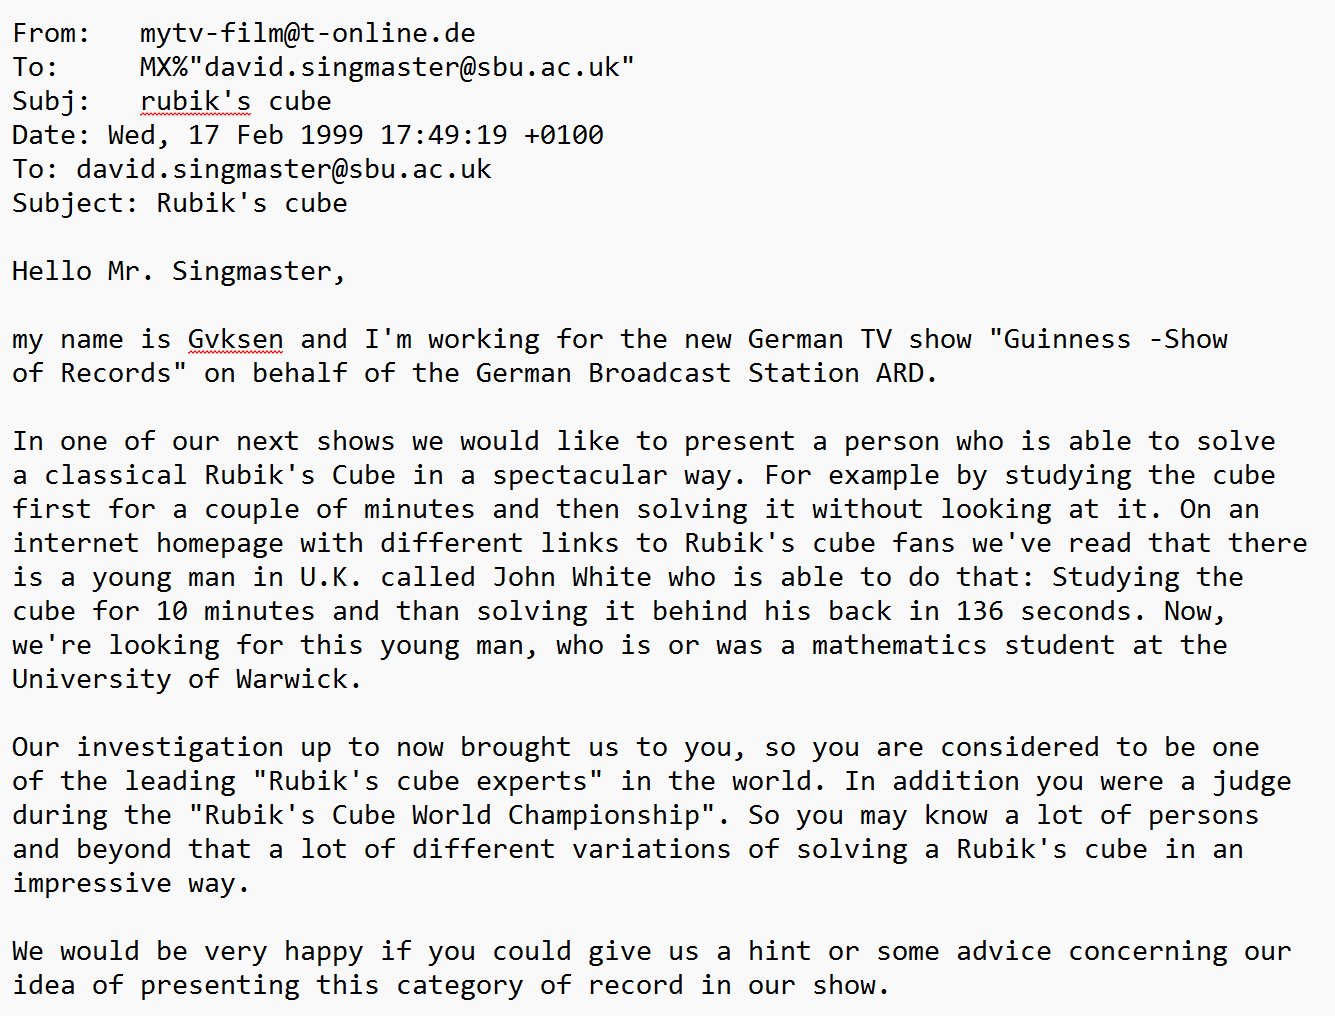 From:   mytv-film@t-online.de
To:     MX%"david.singmaster@sbu.ac.uk"
Subj:   rubik's cube
Date: Wed, 17 Feb 1999 17:49:19 +0100
To: david.singmaster@sbu.ac.uk
Subject: Rubik's cube

Hello Mr. Singmaster,

my name is Gvksen and I'm working for the new German TV show "Guinness -Show
of Records" on behalf of the German Broadcast Station ARD.

In one of our next shows we would like to present a person who is able to solve
a classical Rubik's Cube in a spectacular way. For example by studying the cube
first for a couple of minutes and then solving it without looking at it. On an
internet homepage with different links to Rubik's cube fans we've read that there
is a young man in U.K. called John White who is able to do that: Studying the
cube for 10 minutes and than solving it behind his back in 136 seconds. Now,
we're looking for this young man, who is or was a mathematics student at the
University of Warwick.

Our investigation up to now brought us to you, so you are considered to be one
of the leading "Rubik's cube experts" in the world. In addition you were a judge
during the "Rubik's Cube World Championship". So you may know a lot of persons
and beyond that a lot of different variations of solving a Rubik's cube in an
impressive way.

We would be very happy if you could give us a hint or some advice concerning our
idea of presenting this category of record in our show.